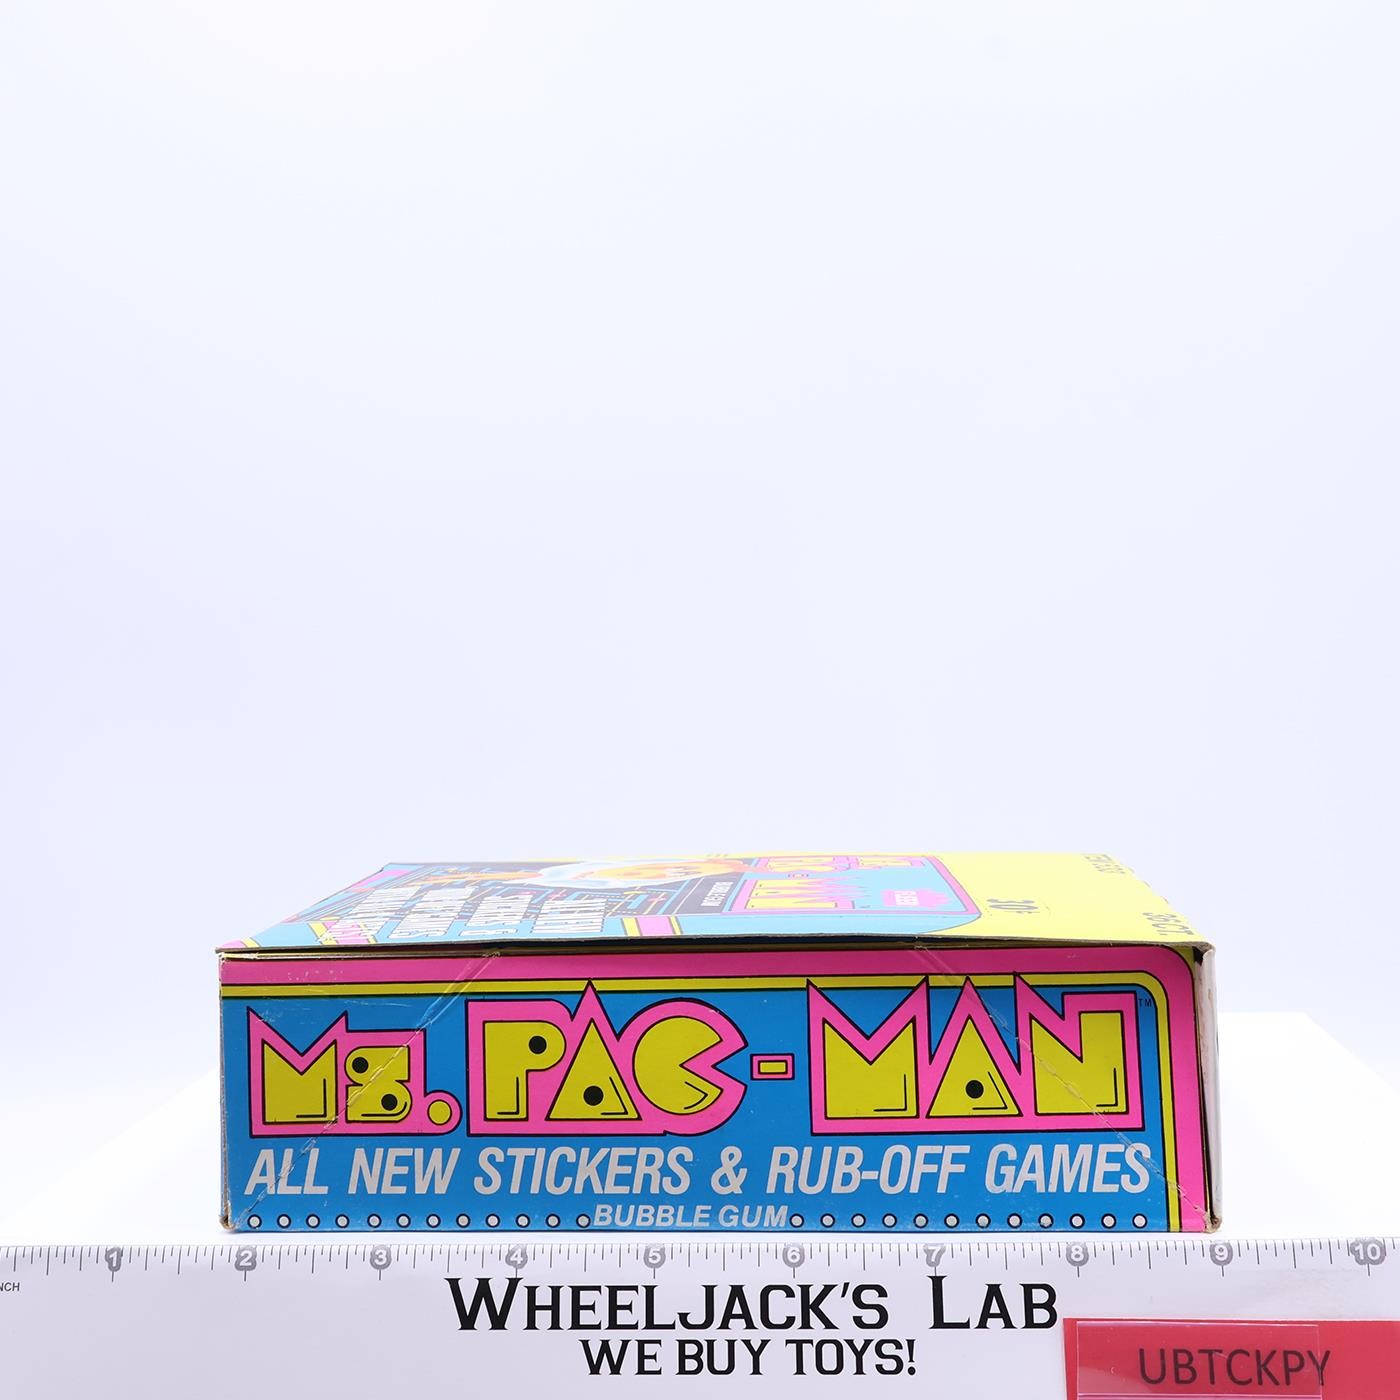 Ms. PAC-MAN TM
ALL NEW STICKERS & RUB-OFF GAMES
BUBBLE GUM
1 2 3 4 5 6 7 8 9 10
WHEELJACK'S LAB
WE BUY TOYS!
UBTCKPY